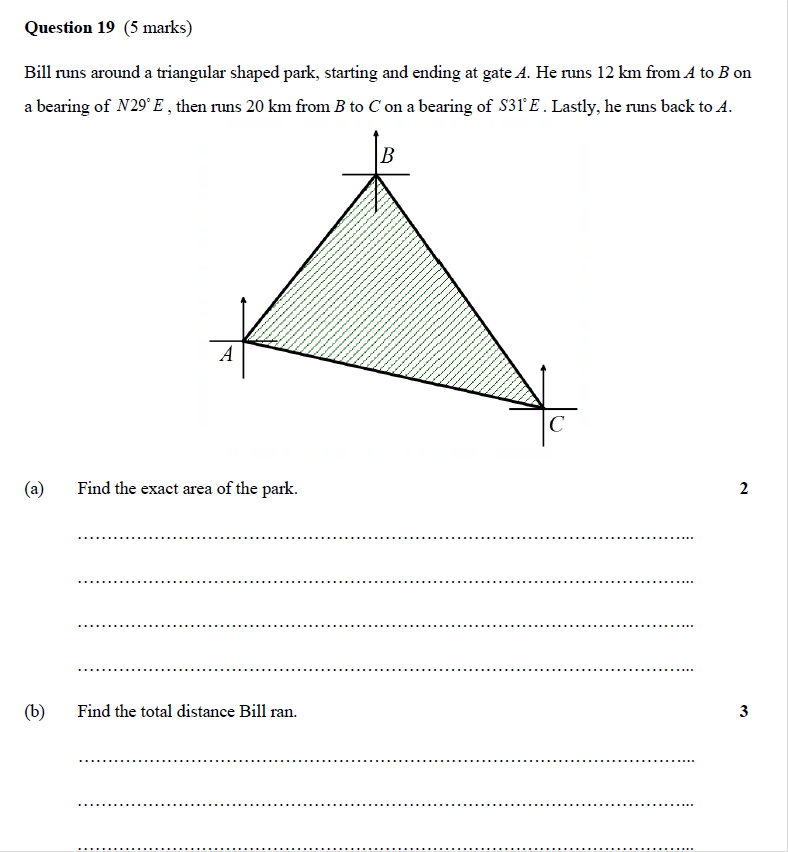 Question 19 (5 marks)
Bill runs around a triangular shaped park, starting and ending at gate A. He runs 12 km from A to B on
a bearing of N29°E, then runs 20 km from B to C on a bearing of S31°E. Lastly, he runs back to A.
B
A
C
(a) Find the exact area of the park. 2
(b) Find the total distance Bill ran. 3